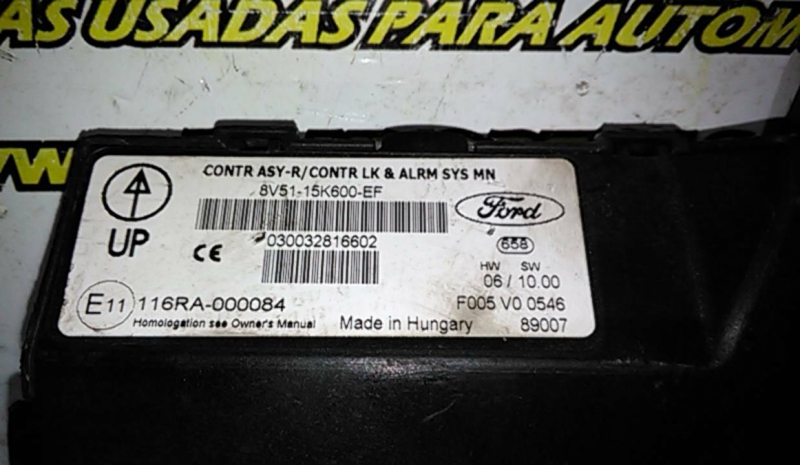 AS USADAS PARA AUTOM
WW
CONTR ASY-R/CONTR LK & ALRM SYS MN
8V51-15K600-EF
Ford
UP
CE
030032816602
658
HW SW
06 / 10.00
E11 116RA-000084
F005 V0 0546
Homologation see Owner's Manual
Made in Hungary
89007